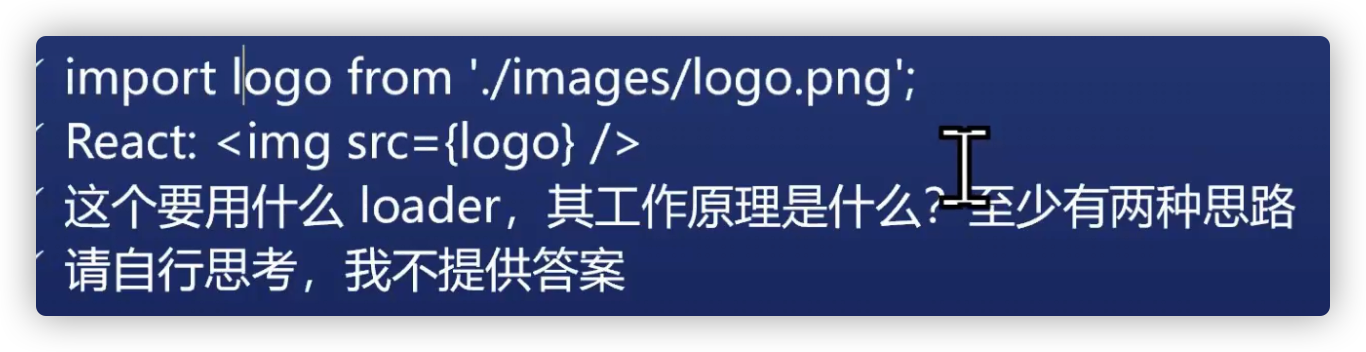 import logo from './images/logo.png';
React: <img src={logo} />
这个要用什么 loader，其工作原理是什么？至少有两种思路
请自行思考，我不提供答案